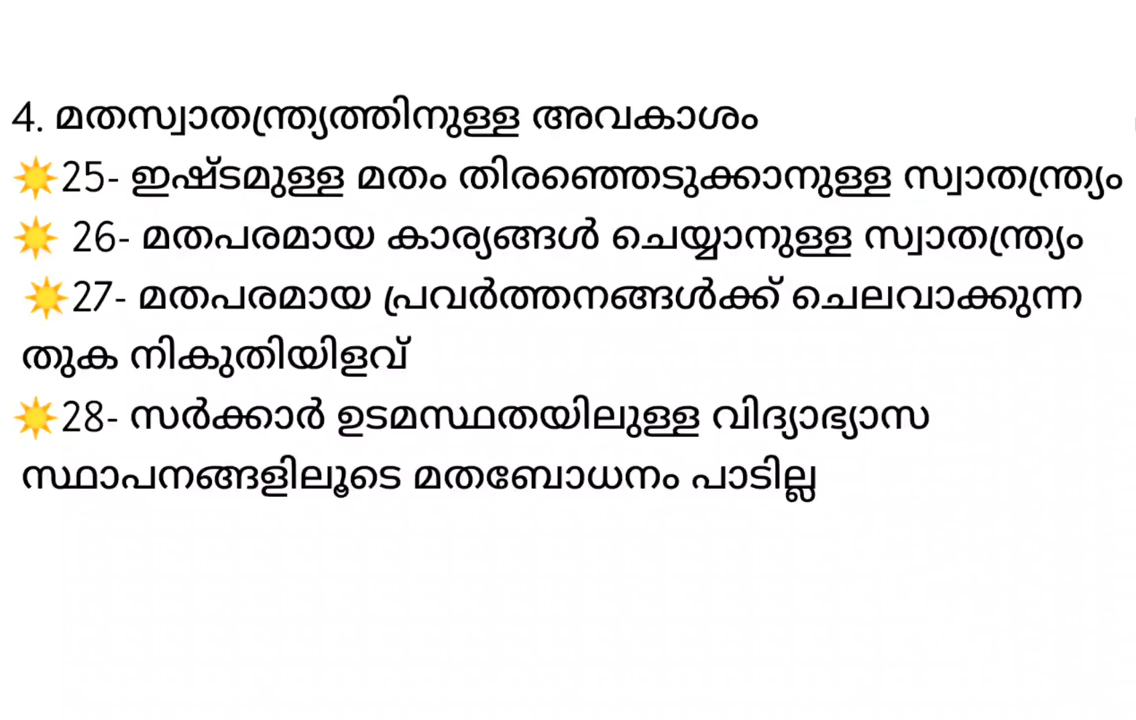 4. മതസ്വാതന്ത്ര്യത്തിനുള്ള അവകാശം
☀️25- ഇഷ്ടമുള്ള മതം തിരഞ്ഞെടുക്കാനുള്ള സ്വാതന്ത്ര്യം
☀️ 26- മതപരമായ കാര്യങ്ങൾ ചെയ്യാനുള്ള സ്വാതന്ത്ര്യം
☀️27- മതപരമായ പ്രവർത്തനങ്ങൾക്ക് ചെലവാക്കുന്ന
തുക നികുതിയിളവ്
☀️28- സർക്കാർ ഉടമസ്ഥതയിലുള്ള വിദ്യാഭ്യാസ
സ്ഥാപനങ്ങളിലൂടെ മതബോധനം പാടില്ല